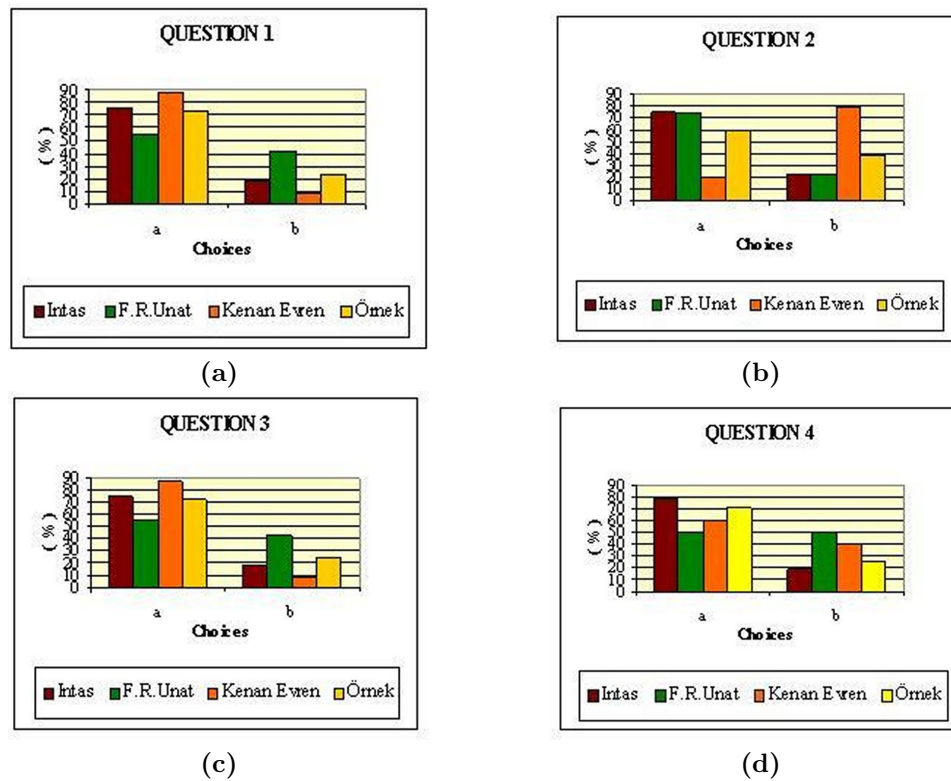 QUESTION 1
90
80
70
60
50
40
30
20
10
0
( % )
a b
Choices
Intas F.R.Unat Kenan Evren Örnek
(a)
QUESTION 2
90
80
70
60
50
40
30
20
10
0
( % )
a b
Choices
Intas F.R.Unat Kenan Evren Örnek
(b)
QUESTION 3
90
80
70
60
50
40
30
20
10
0
( % )
a b
Choices
Intas F.R.Unat Kenan Evren Örnek
(c)
QUESTION 4
90
80
70
60
50
40
30
20
10
0
( % )
a b
Choices
Intas F.R.Unat Kenan Evren Örnek
(d)